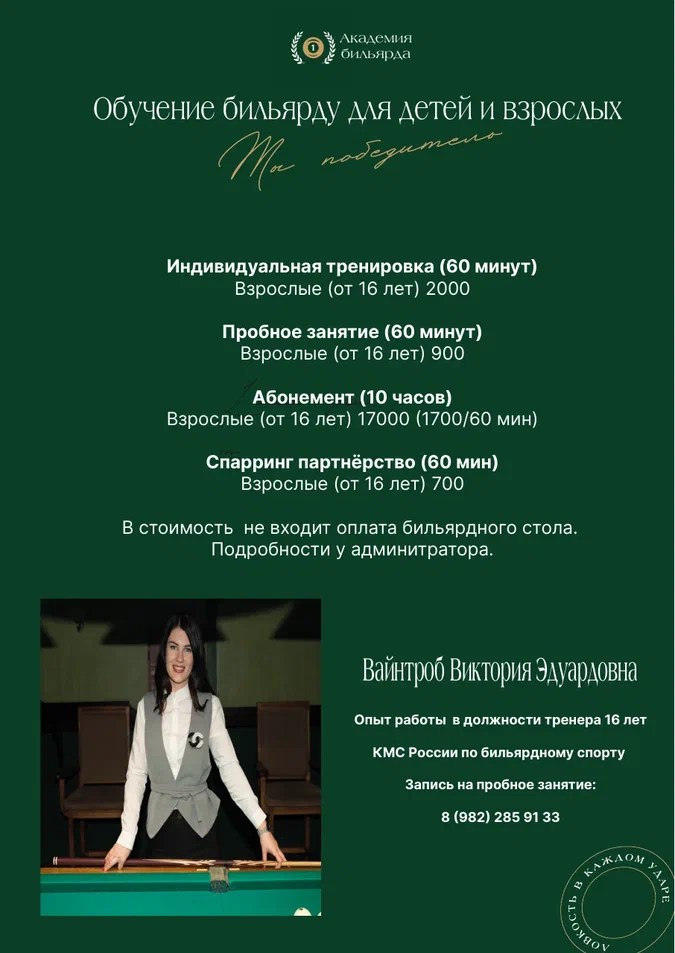 Академия
бильярда
1
Обучение бильярду для детей и взрослых
Ты победитель
Индивидуальная тренировка (60 минут)
Взрослые (от 16 лет) 2000
Пробное занятие (60 минут)
Взрослые (от 16 лет) 900
Абонемент (10 часов)
Взрослые (от 16 лет) 17000 (1700/60 мин)
Спарринг партнёрство (60 мин)
Взрослые (от 16 лет) 700
В стоимость  не входит оплата бильярдного стола.
Подробности у админитратора.
Вайнтроб Виктория Эдуардовна
Опыт работы  в должности тренера 16 лет
КМС России по бильярдному спорту
Запись на пробное занятие:
8 (982) 285 91 33
ЛОВКОСТЬ В КАЖДОМ УДАРЕ